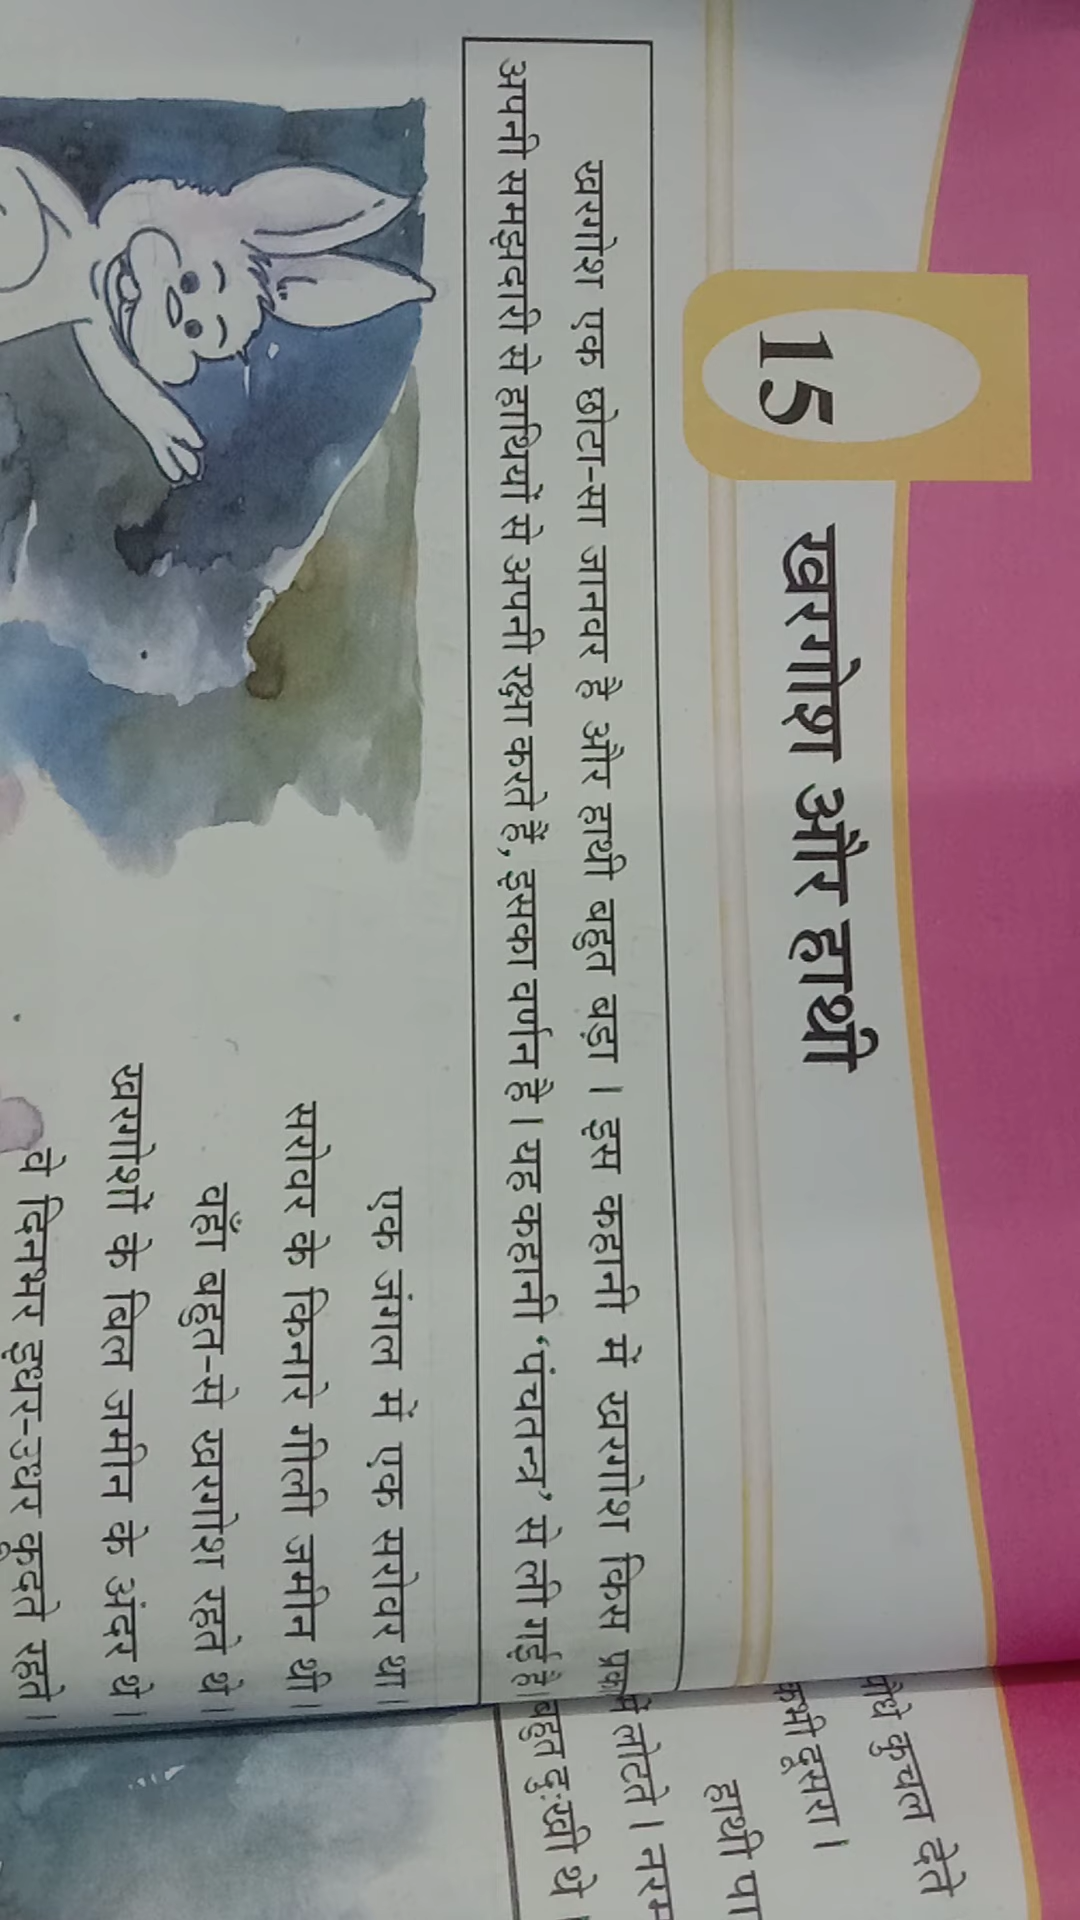 15
खरगोश और हाथी
खरगोश एक छोटा-सा जानवर है और हाथी बहुत बड़ा। इस कहानी में खरगोश किस
अपनी समझदारी से हाथियों से अपनी रक्षा करते हैं, इसका वर्णन है। यह कहानी ‘पंचतन्त्र’ से ली गई है।
एक जंगल में एक सरोवर था।
सरोवर के किनारे गीली जमीन थी।
वहाँ बहुत-से खरगोश रहते थे।
खरगोशों के बिल जमीन के अंदर थे।
वे दिनभर इधर-उधर कूदते रहते।
कुचल देते
कभी दूसरा।
हाथी
लोटते। नरम
बहुत दुःखी थे।